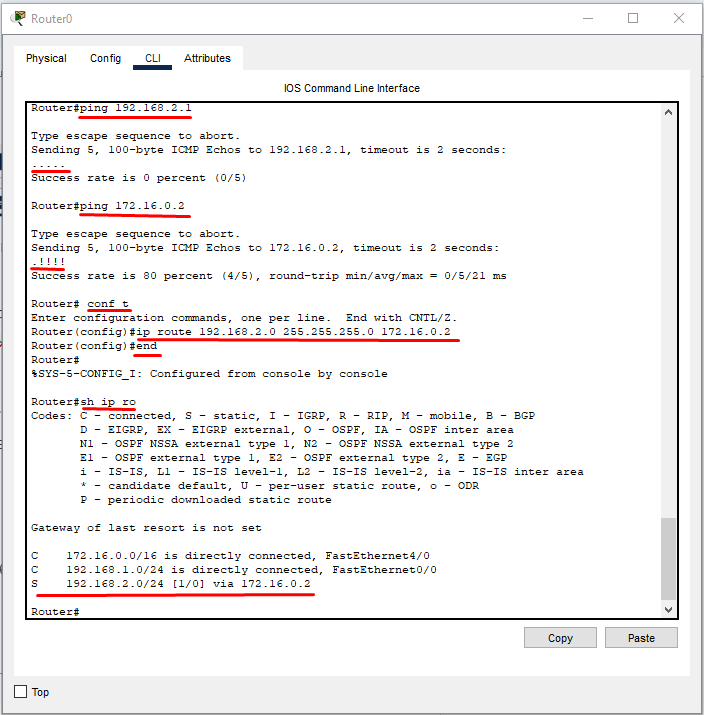 Router0
Physical Config CLI Attributes
IOS Command Line Interface
Router#ping 192.168.2.1
Type escape sequence to abort.
Sending 5, 100-byte ICMP Echos to 192.168.2.1, timeout is 2 seconds:
.....
Success rate is 0 percent (0/5)
Router#ping 172.16.0.2
Type escape sequence to abort.
Sending 5, 100-byte ICMP Echos to 172.16.0.2, timeout is 2 seconds:
.!!!!
Success rate is 80 percent (4/5), round-trip min/avg/max = 0/5/21 ms
Router# conf t
Enter configuration commands, one per line.  End with CNTL/Z.
Router(config)#ip route 192.168.2.0 255.255.255.0 172.16.0.2
Router(config)#end
Router#
%SYS-5-CONFIG_I: Configured from console by console
Router#sh ip ro
Codes: C - connected, S - static, I - IGRP, R - RIP, M - mobile, B - BGP
D - EIGRP, EX - EIGRP external, O - OSPF, IA - OSPF inter area
N1 - OSPF NSSA external type 1, N2 - OSPF NSSA external type 2
E1 - OSPF external type 1, E2 - OSPF external type 2, E - EGP
i - IS-IS, L1 - IS-IS level-1, L2 - IS-IS level-2, ia - IS-IS inter area
* - candidate default, U - per-user static route, o - ODR
P - periodic downloaded static route
Gateway of last resort is not set
C    172.16.0.0/16 is directly connected, FastEthernet4/0
C    192.168.1.0/24 is directly connected, FastEthernet0/0
S    192.168.2.0/24 [1/0] via 172.16.0.2
Router#
Copy Paste
Top